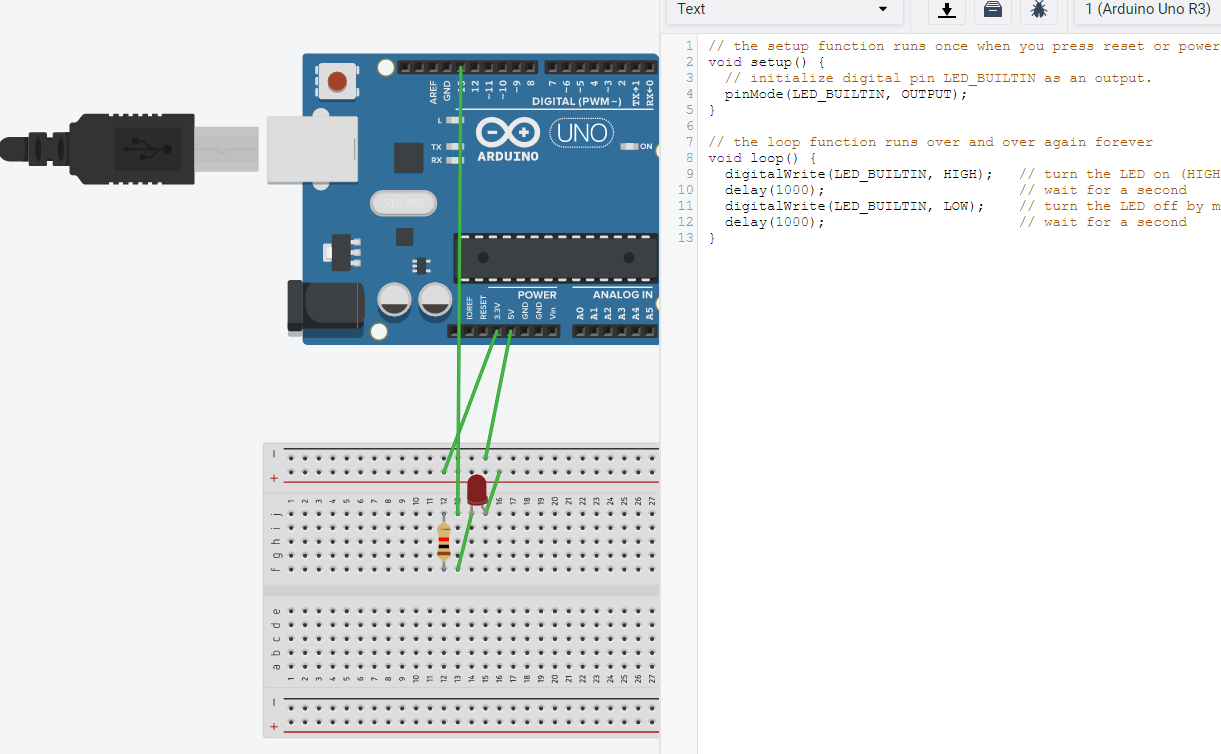 Text
1 (Arduino Uno R3)
1 // the setup function runs once when you press reset or power
2 void setup() {
3 // initialize digital pin LED_BUILTIN as an output.
4 pinMode(LED_BUILTIN, OUTPUT);
5 }
6
7 // the loop function runs over and over again forever
8 void loop() {
9 digitalWrite(LED_BUILTIN, HIGH); // turn the LED on (HIGH
10 delay(1000); // wait for a second
11 digitalWrite(LED_BUILTIN, LOW); // turn the LED off by m
12 delay(1000); // wait for a second
13 }
AREF GND 13 12 ~11 ~10 ~9 8 7 ~6 ~5 4 ~3 2 TX→1 RX←0
DIGITAL (PWM~)
L
TX
RX
ARDUINO
UNO
ON
POWER
ANALOG IN
IOREF RESET 3.3V 5V GND GND Vin A0 A1 A2 A3 A4 A5
1 2 3 4 5 6 7 8 9 10 11 12 13 14 15 16 17 18 19 20 21 22 23 24 25 26 27
j
i
h
g
f
e
d
c
b
a
1 2 3 4 5 6 7 8 9 10 11 12 13 14 15 16 17 18 19 20 21 22 23 24 25 26 27